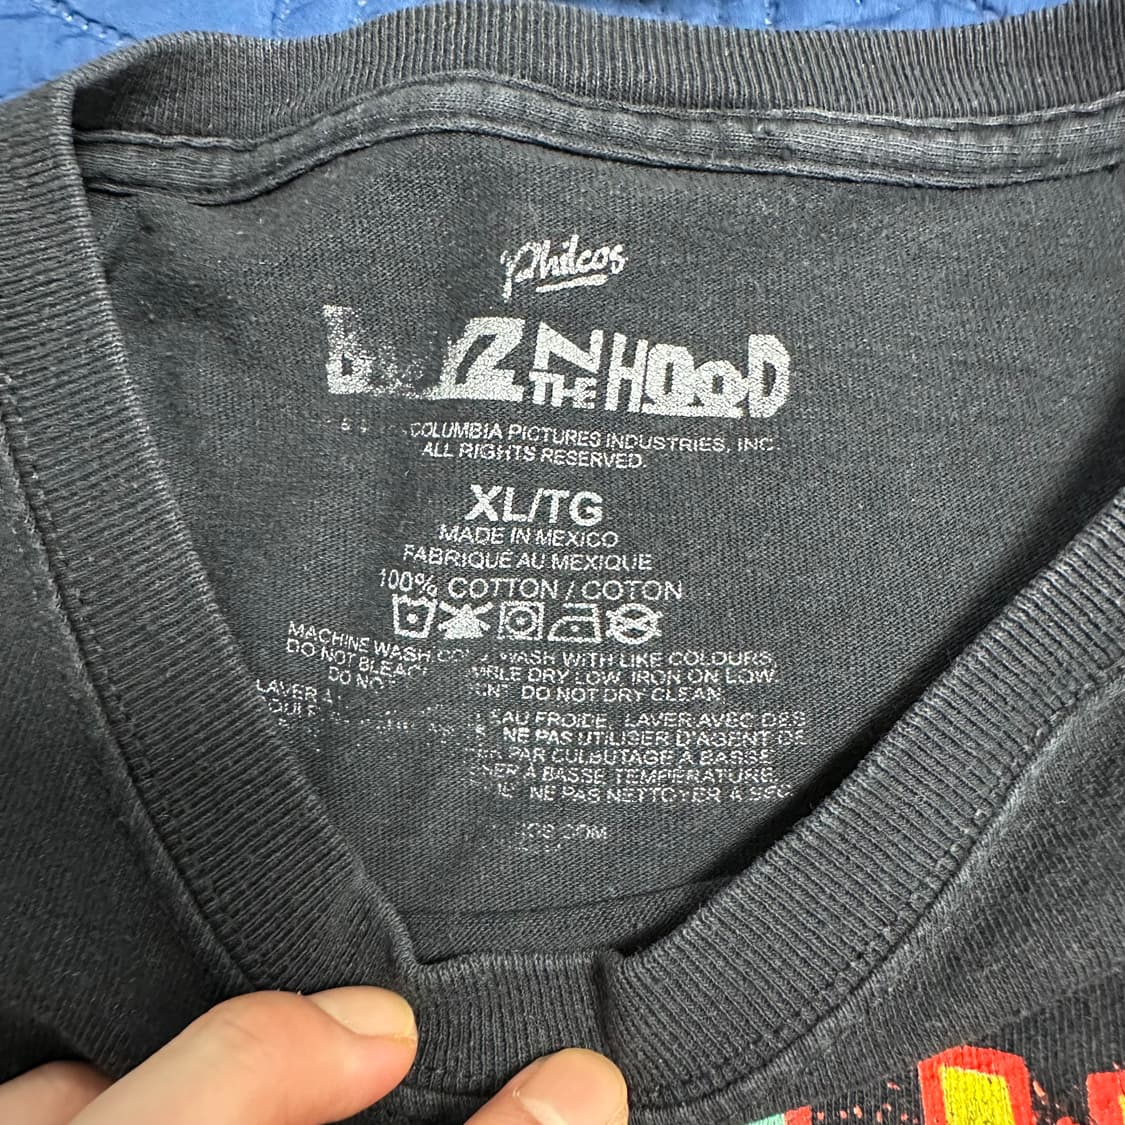 Philcos
BOYZ N THE HOOD
COLUMBIA PICTURES INDUSTRIES, INC.
ALL RIGHTS RESERVED.
XL/TG
MADE IN MEXICO
FABRIQUÉ AU MEXIQUE
100% COTTON / COTON
MACHINE WASH WASH WITH LIKE COLOURS,
DO NOT DRY LOW, IRON ON LOW.
DO NOT DO NOT DRY CLEAN.
LAVER EAU FROIDE, LAVER AVEC DES
NE PAS UTILISER D'AGENT DE
PAR CULBUTAGE À BASSE
À BASSE TEMPÉRATURE.
NE PAS NETTOYER À SEC